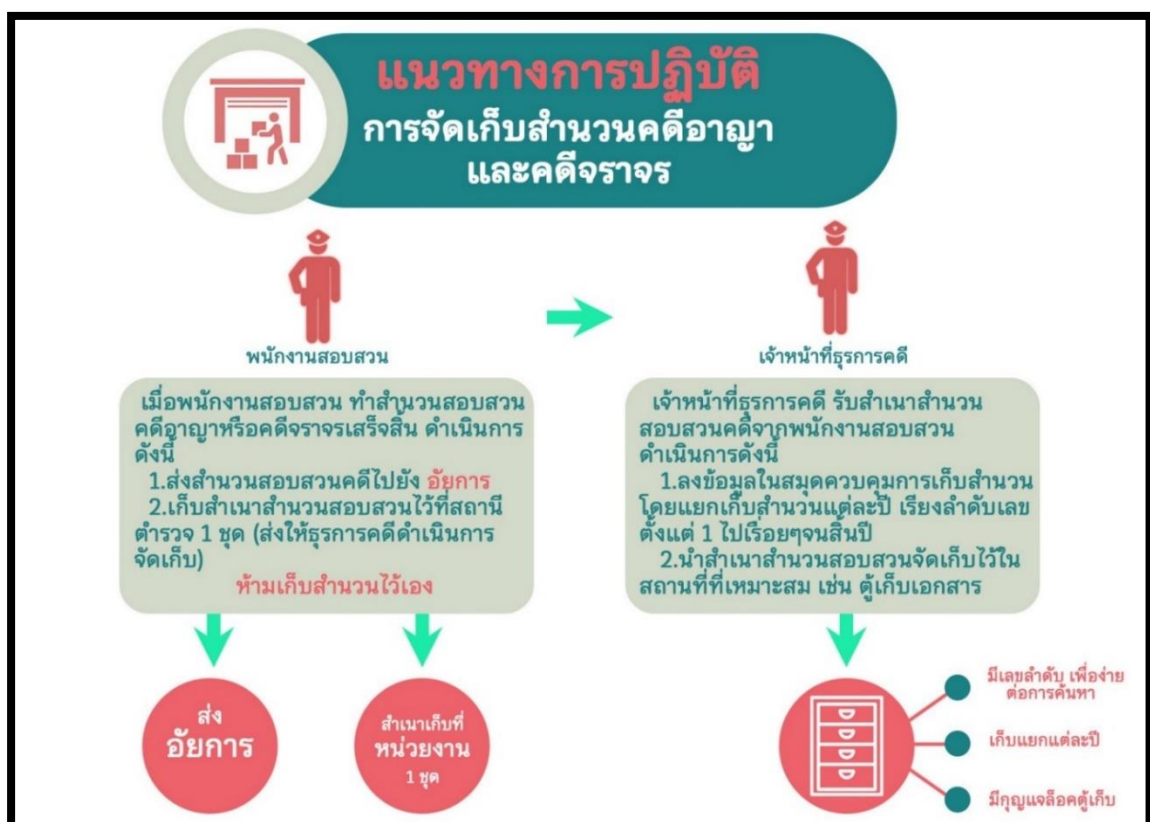 แนวทางการปฏิบัติ
การจัดเก็บสำนวนคดีอาญา
และคดีจราจร
พนักงานสอบสวน
เมื่อพนักงานสอบสวน ทำสำนวนสอบสวน
คดีอาญาหรือคดีจราจรเสร็จสิ้น ดำเนินการ
ดังนี้
1.ส่งสำนวนสอบสวนคดีไปยัง อัยการ
2.เก็บสำเนาสำนวนสอบสวนไว้ที่สถานี
ตำรวจ 1 ชุด (ส่งให้ธุรการคดีดำเนินการ
จัดเก็บ)
ห้ามเก็บสำนวนไว้เอง
ส่ง
อัยการ
สำเนาเก็บที่
หน่วยงาน
1 ชุด
เจ้าหน้าที่ธุรการคดี
เจ้าหน้าที่ธุรการคดี รับสำเนาสำนวน
สอบสวนคดีจากพนักงานสอบสวน
ดำเนินการดังนี้
1.ลงข้อมูลในสมุดควบคุมการเก็บสำนวน
โดยแยกเก็บสำนวนแต่ละปี เรียงลำดับเลข
ตั้งแต่ 1 ไปเรื่อยๆจนสิ้นปี
2.นำสำเนาสำนวนสอบสวนจัดเก็บไว้ใน
สถานที่ที่เหมาะสม เช่น ตู้เก็บเอกสาร
มีเลขลำดับ เพื่อง่าย
ต่อการค้นหา
เก็บแยกแต่ละปี
มีกุญแจล็อคตู้เก็บ